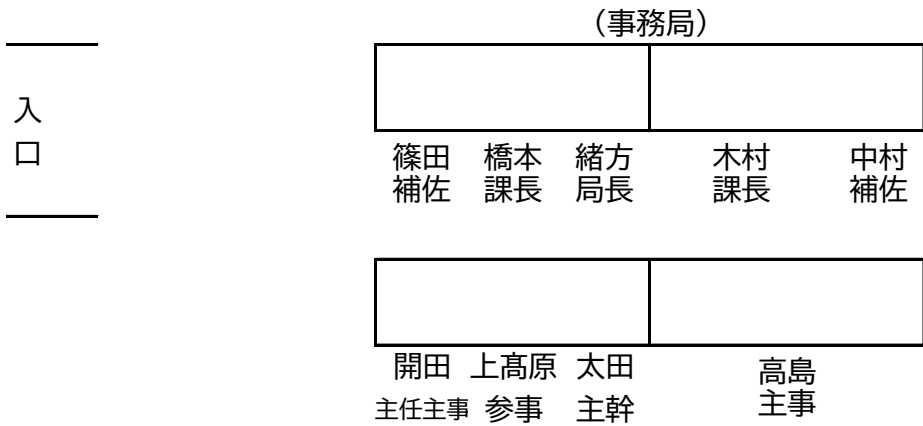 （事務局）
入
口
篠田 橋本 緒方 木村 中村
補佐 課長 局長 課長 補佐
開田 上髙原 太田 高島
主任主事 参事 主幹 主事